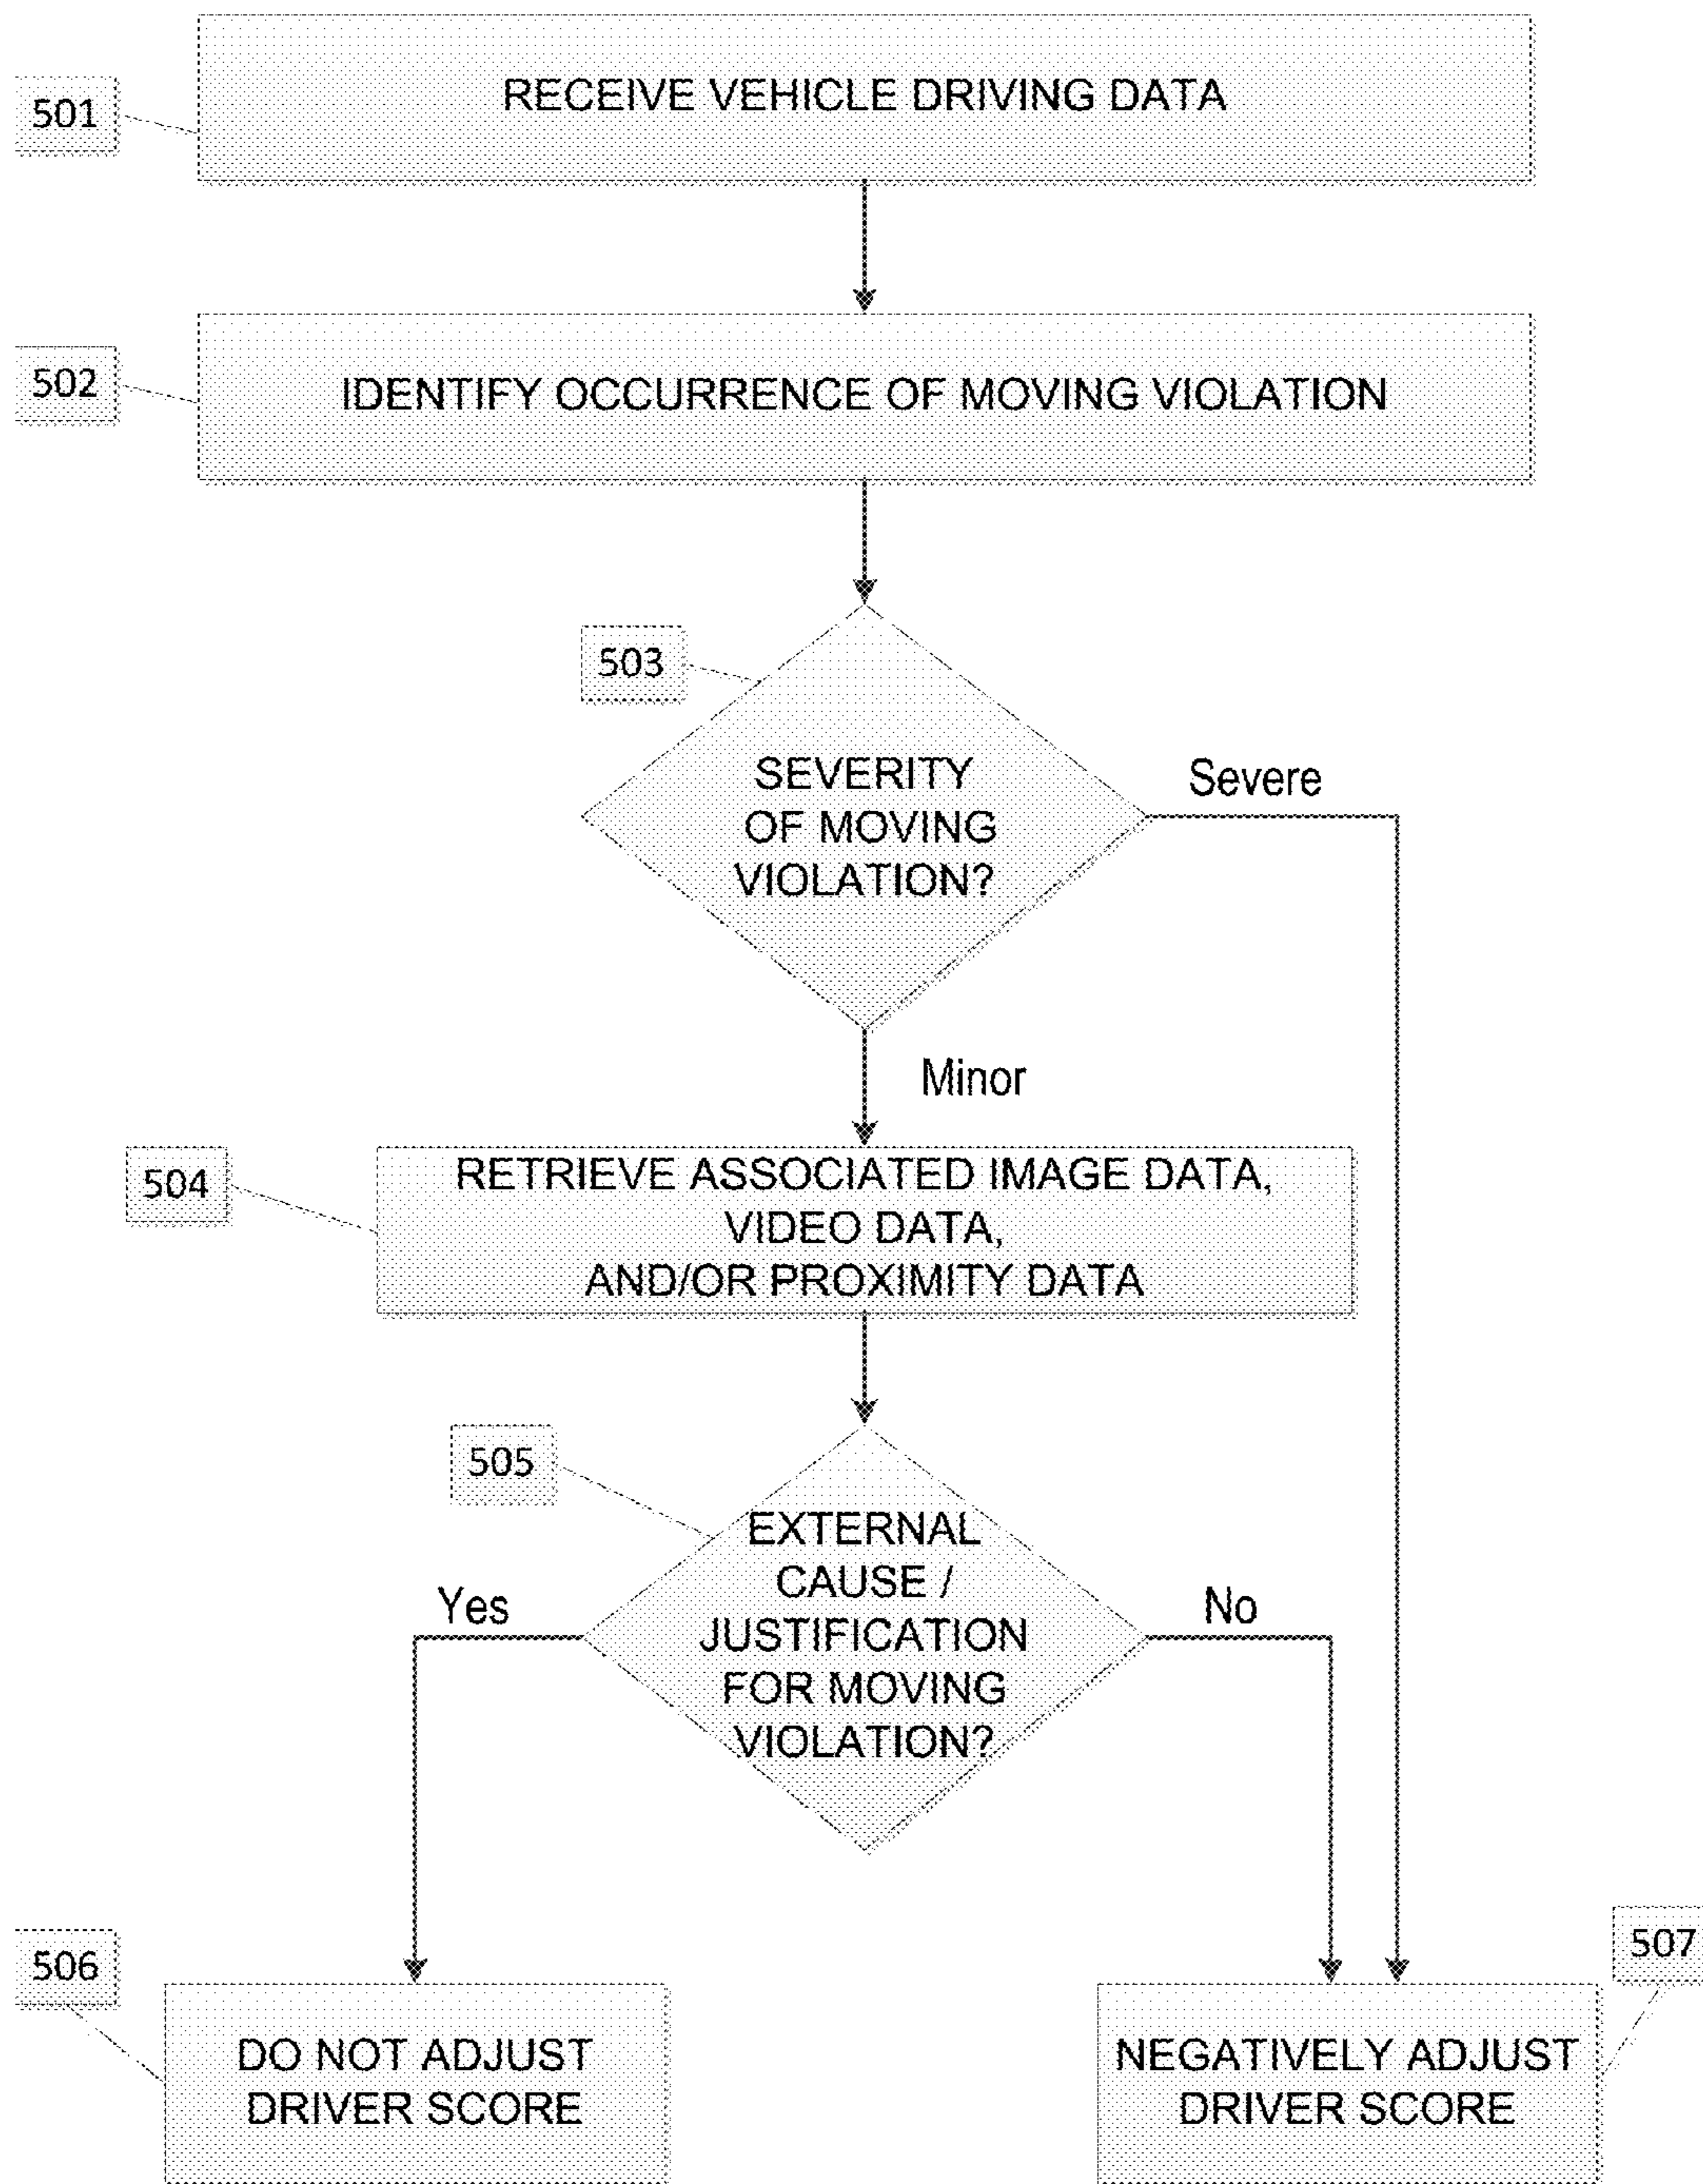 501
RECEIVE VEHICLE DRIVING DATA
502
IDENTIFY OCCURRENCE OF MOVING VIOLATION
503
SEVERITY
OF MOVING
VIOLATION?
Severe
Minor
504
RETRIEVE ASSOCIATED IMAGE DATA,
VIDEO DATA,
AND/OR PROXIMITY DATA
505
EXTERNAL
CAUSE /
JUSTIFICATION
FOR MOVING
VIOLATION?
Yes
No
506
DO NOT ADJUST
DRIVER SCORE
507
NEGATIVELY ADJUST
DRIVER SCORE